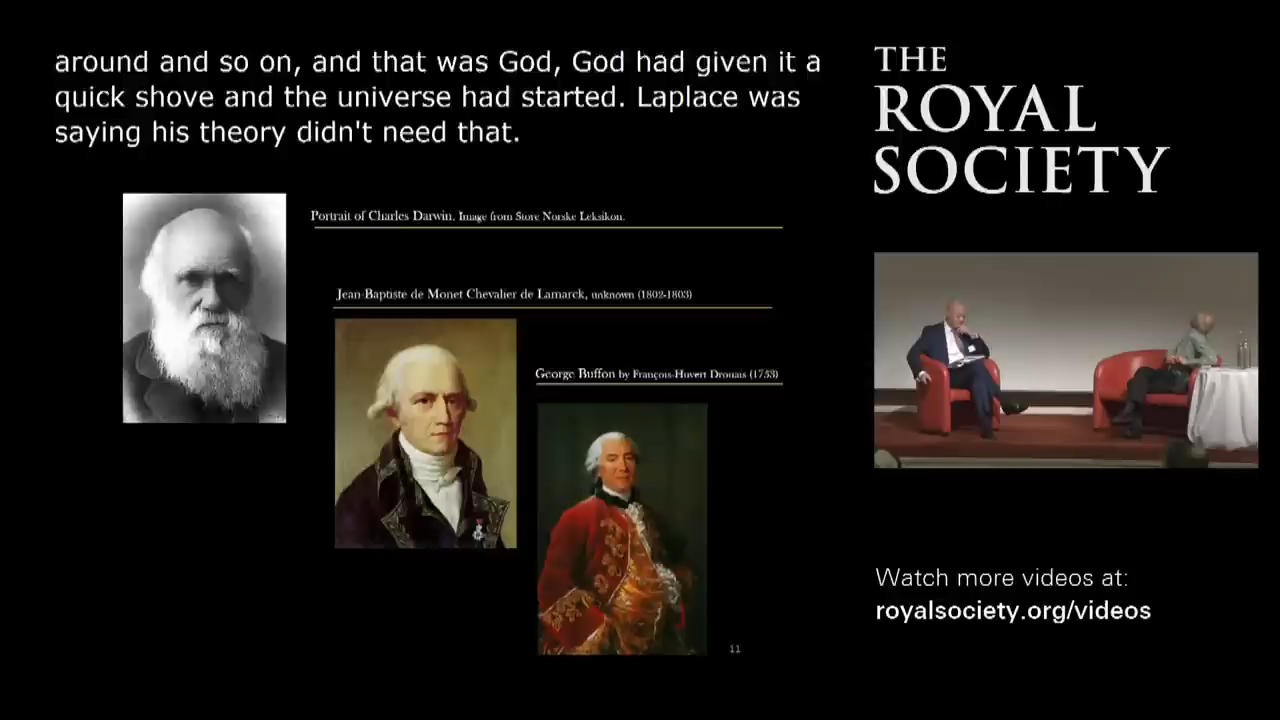 around and so on, and that was God, God had given it a
quick shove and the universe had started. Laplace was
saying his theory didn't need that.
THE
ROYAL
SOCIETY
Portrait of Charles Darwin. Image from Store Norske Leksikon.
Jean-Baptiste de Monet Chevalier de Lamarck, unknown (1802-1803)
George Buffon by François-Huvert Drouais (1753)
11
Watch more videos at:
royalsociety.org/videos